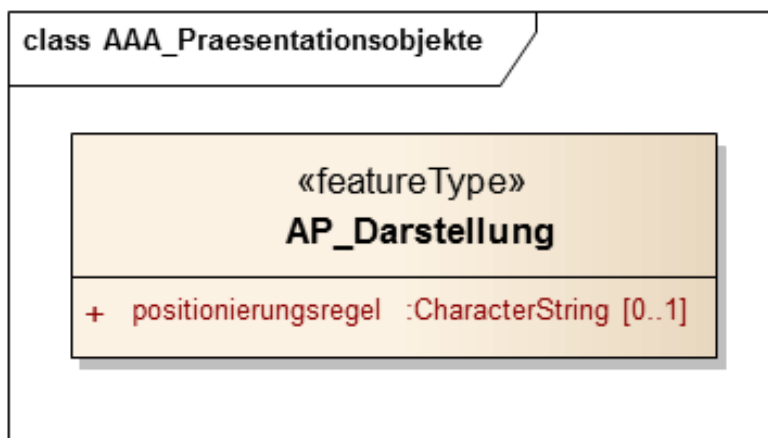 class AAA_Praesentationsobjekte
«featureType»
AP_Darstellung
+ positionierungsregel :CharacterString [0..1]